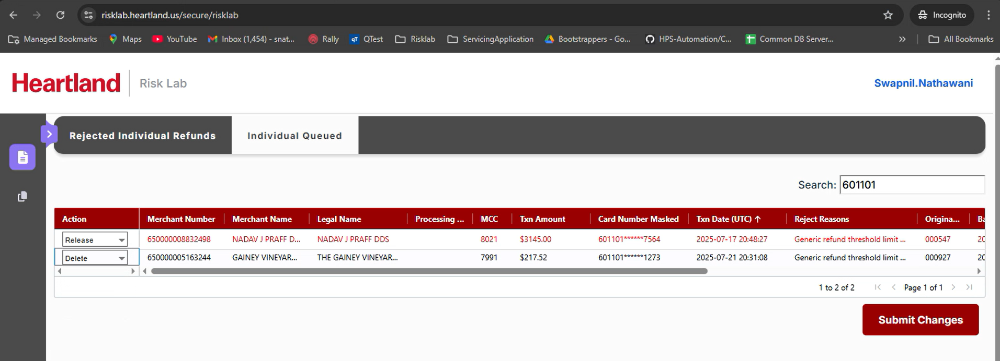 risklab.heartland.us/secure/risklab
Incognito
Managed Bookmarks Maps YouTube Inbox (1,454) - snat... Rally QTest Risklab ServicingApplication Bootstrappers - Go... HPS-Automation/C... Common DB Server... All Bookmarks
Heartland Risk Lab
Swapnil.Nathawani
Rejected Individual Refunds Individual Queued
Search: 601101
Action Merchant Number Merchant Name Legal Name Processing ... MCC Txn Amount Card Number Masked Txn Date (UTC) Reject Reasons Origina... Ba
Release 650000008832498 NADAV J PRAFF D... NADAV J PRAFF DDS 8021 $3145.00 601101******7564 2025-07-17 20:48:27 Generic refund threshold limit ... 000547 20
Delete 650000005163244 GAINEY VINEYAR... THE GAINEY VINEYAR... 7991 $217.52 601101******1273 2025-07-21 20:31:08 Generic refund threshold limit ... 000927 20
1 to 2 of 2 Page 1 of 1
Submit Changes